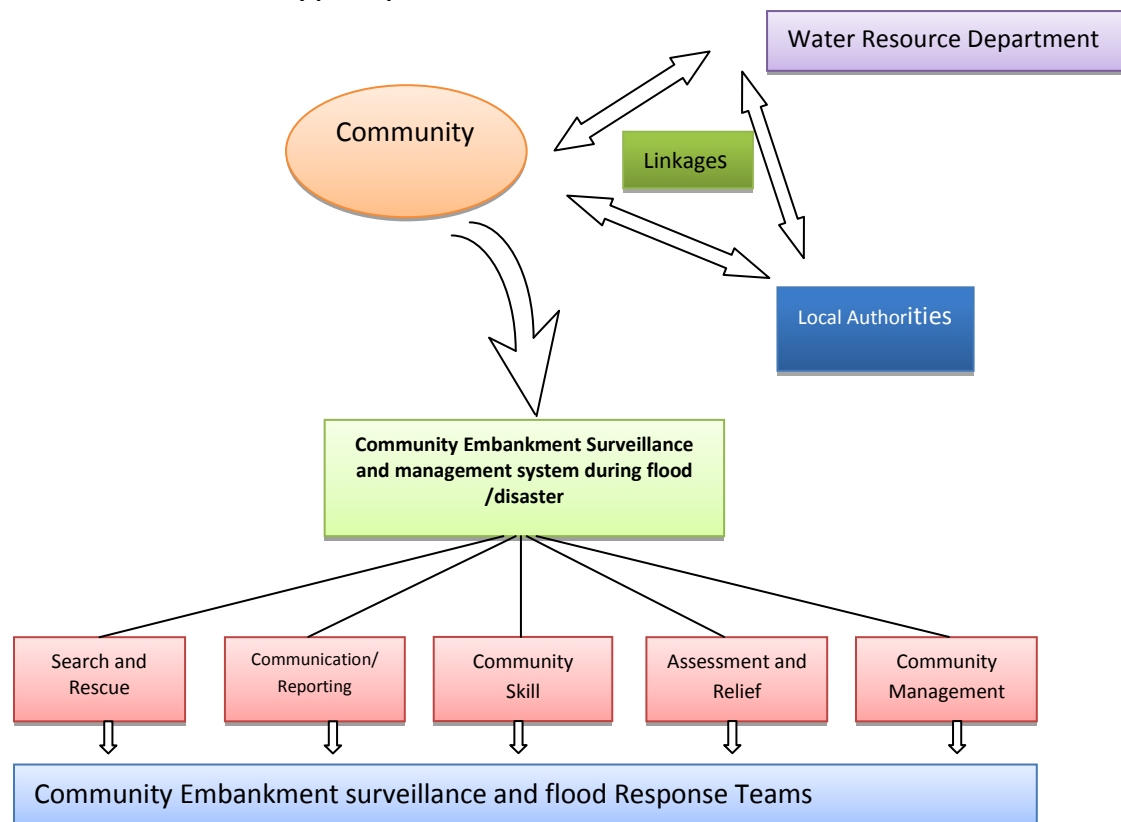 Water Resource Department
Community
Linkages
Local Authorities
Community Embankment Surveillance
and management system during flood
/disaster
Search and
Rescue
Communication/
Reporting
Community
Skill
Assessment and
Relief
Community
Management
Community Embankment surveillance and flood Response Teams